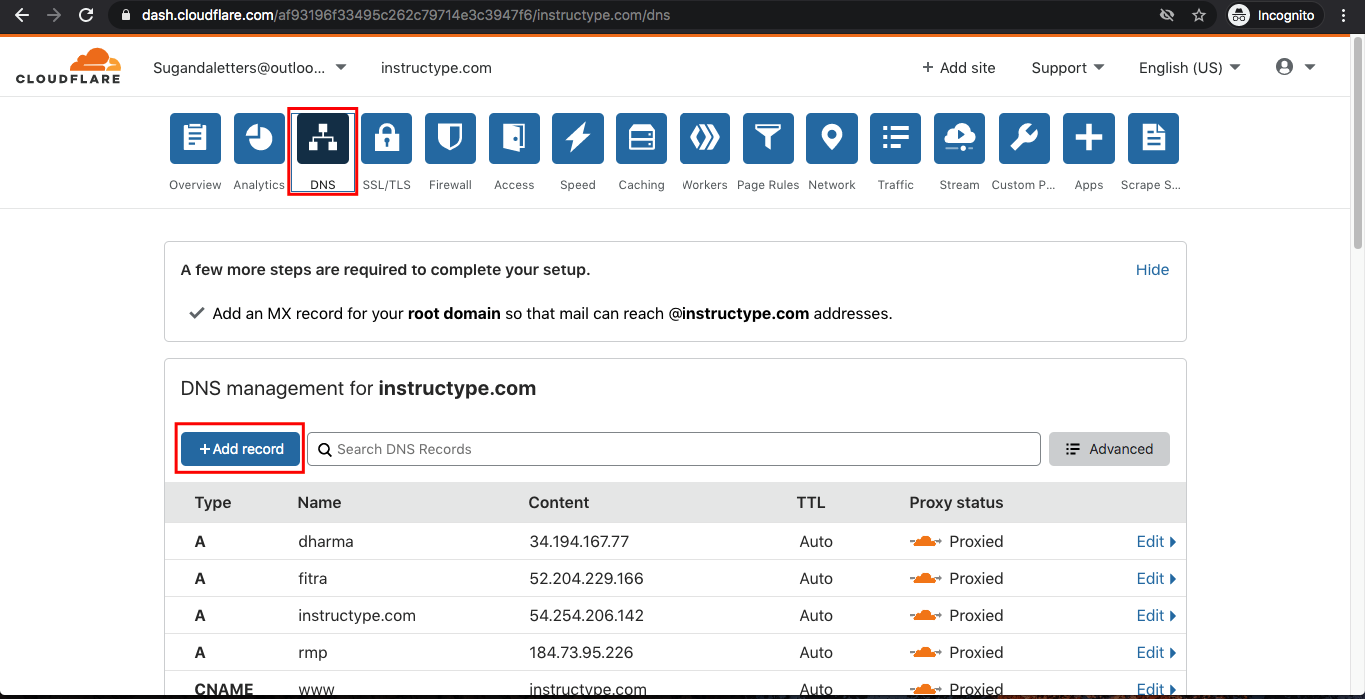 dash.cloudflare.com/af93196f33495c262c79714e3c3947f6/instructype.com/dns
Incognito
CLOUDFLARE
Sugandaletters@outloo...
instructype.com
+ Add site
Support
English (US)
Overview
Analytics
DNS
SSL/TLS
Firewall
Access
Speed
Caching
Workers
Page Rules
Network
Traffic
Stream
Custom P...
Apps
Scrape S...
A few more steps are required to complete your setup.
Hide
Add an MX record for your root domain so that mail can reach @instructype.com addresses.
DNS management for instructype.com
+ Add record
Search DNS Records
Advanced
Type Name Content TTL Proxy status
A dharma 34.194.167.77 Auto Proxied Edit
A fitra 52.204.229.166 Auto Proxied Edit
A instructype.com 54.254.206.142 Auto Proxied Edit
A rmp 184.73.95.226 Auto Proxied Edit
CNAME www instructype.com Auto Proxied Edit